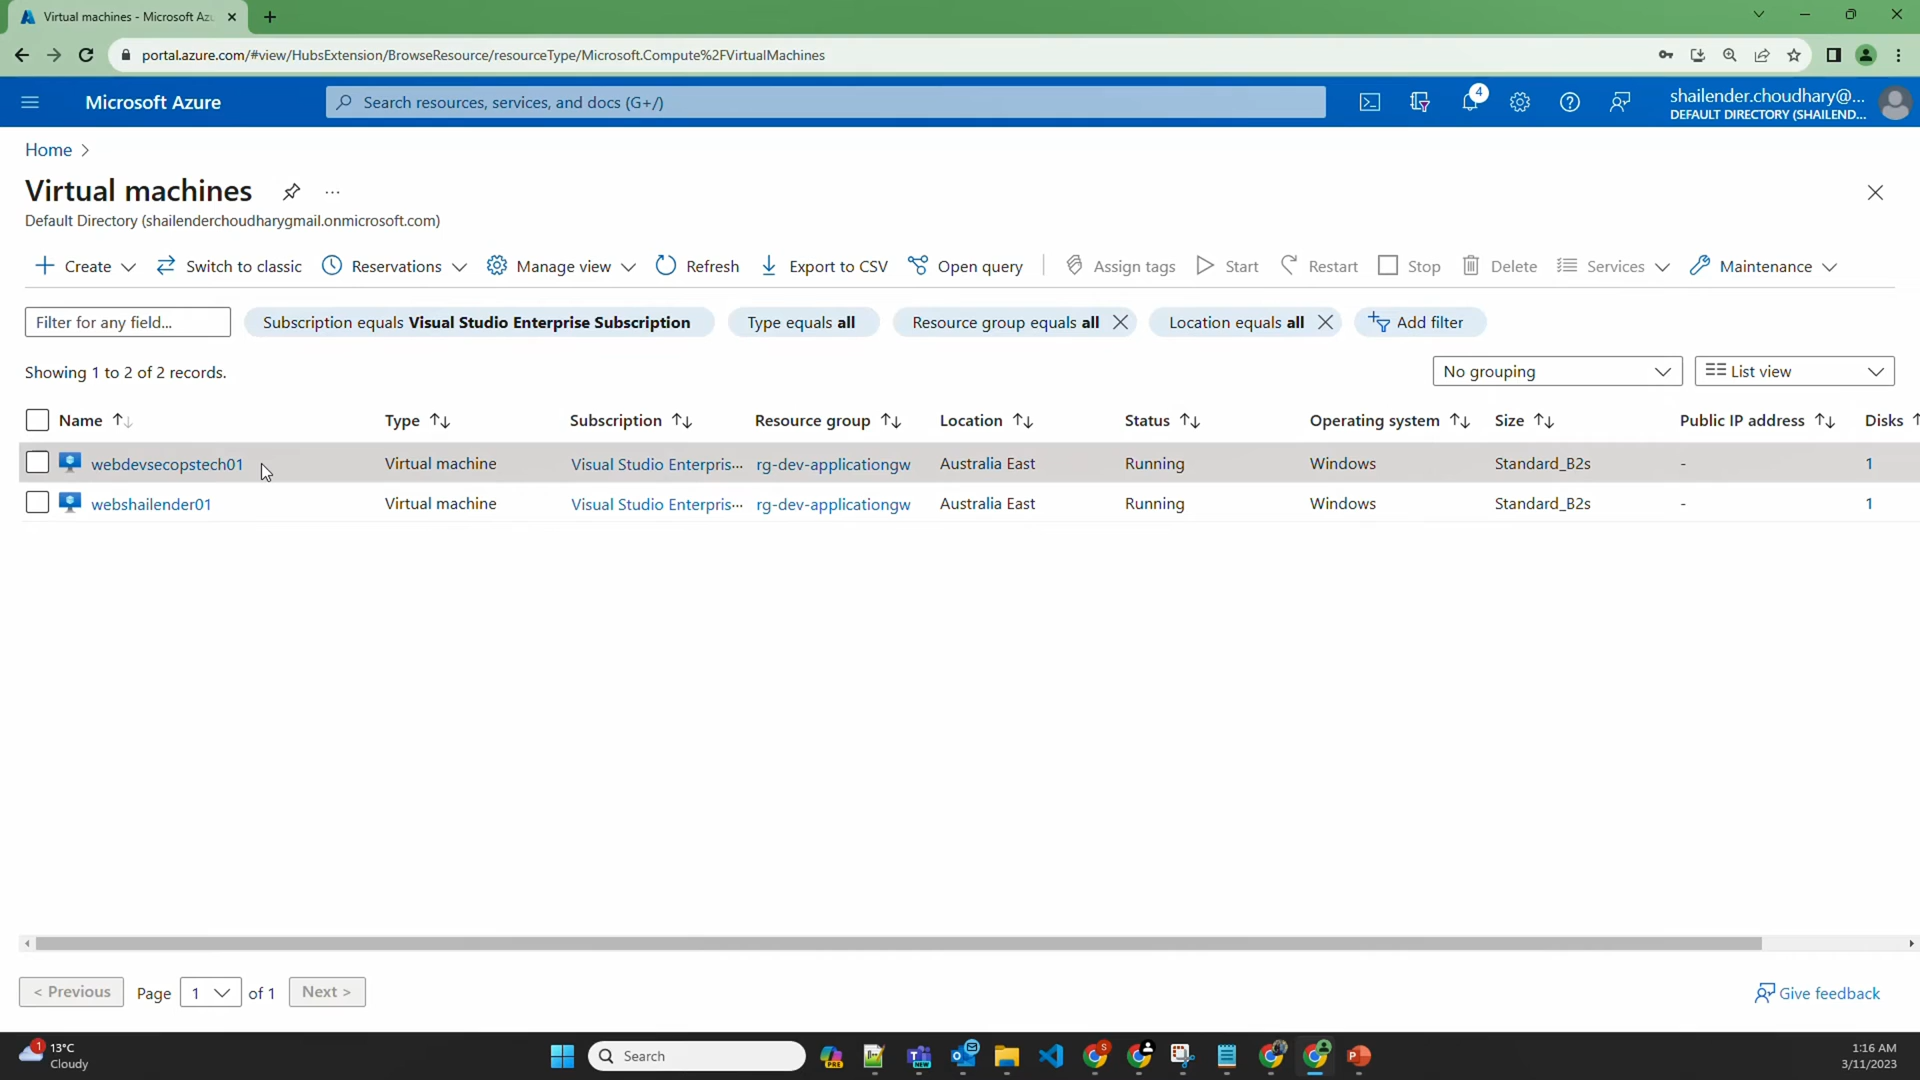 Virtual machines - Microsoft Az
portal.azure.com/#view/HubsExtension/BrowseResource/resourceType/Microsoft.Compute%2FVirtualMachines
Microsoft Azure
Search resources, services, and docs (G+/)
4
shailender.choudhary@...
DEFAULT DIRECTORY (SHAILEND...
Home
Virtual machines
Default Directory (shailenderchoudharygmail.onmicrosoft.com)
Create Switch to classic Reservations Manage view Refresh Export to CSV Open query Assign tags Start Restart Stop Delete Services Maintenance
Filter for any field... Subscription equals Visual Studio Enterprise Subscription Type equals all Resource group equals all Location equals all Add filter
Showing 1 to 2 of 2 records. No grouping List view
Name Type Subscription Resource group Location Status Operating system Size Public IP address Disks
webdevsecopstech01 Virtual machine Visual Studio Enterpris... rg-dev-applicationgw Australia East Running Windows Standard_B2s - 1
webshailender01 Virtual machine Visual Studio Enterpris... rg-dev-applicationgw Australia East Running Windows Standard_B2s - 1
< Previous Page 1 of 1 Next > Give feedback
1
13°C
Cloudy
Search
PRE
NEW
S
P
1:16 AM
3/11/2023